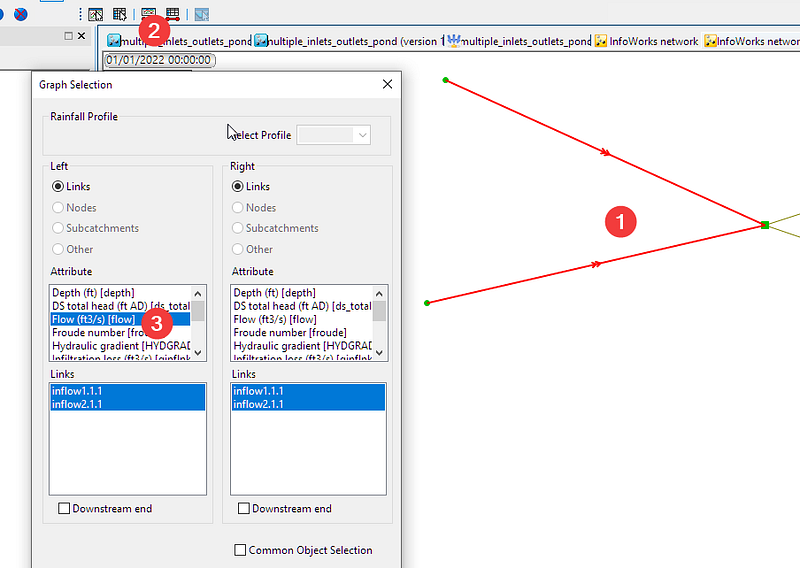 2
multiple_inlets_outlets_pond
multiple_inlets_outlets_pond (version 1
multiple_inlets_outlets_pond
InfoWorks network
InfoWorks network
01/01/2022 00:00:00
Graph Selection
Rainfall Profile
Select Profile
Left
Right
Links
Links
Nodes
Nodes
Subcatchments
Subcatchments
Other
Other
1
Attribute
Attribute
Depth (ft) [depth]
Depth (ft) [depth]
DS total head (ft AD) [ds_total
DS total head (ft AD) [ds_total
Flow (ft3/s) [flow]
3
Flow (ft3/s) [flow]
Froude number [froude
Froude number [froude]
Hydraulic gradient [HYDGRAD
Hydraulic gradient [HYDGRAD
Infiltration loss (ft3/s) [qinflnk
Infiltration loss (ft3/s) [qinflnk
Links
Links
inflow1.1.1
inflow1.1.1
inflow2.1.1
inflow2.1.1
Downstream end
Downstream end
Common Object Selection